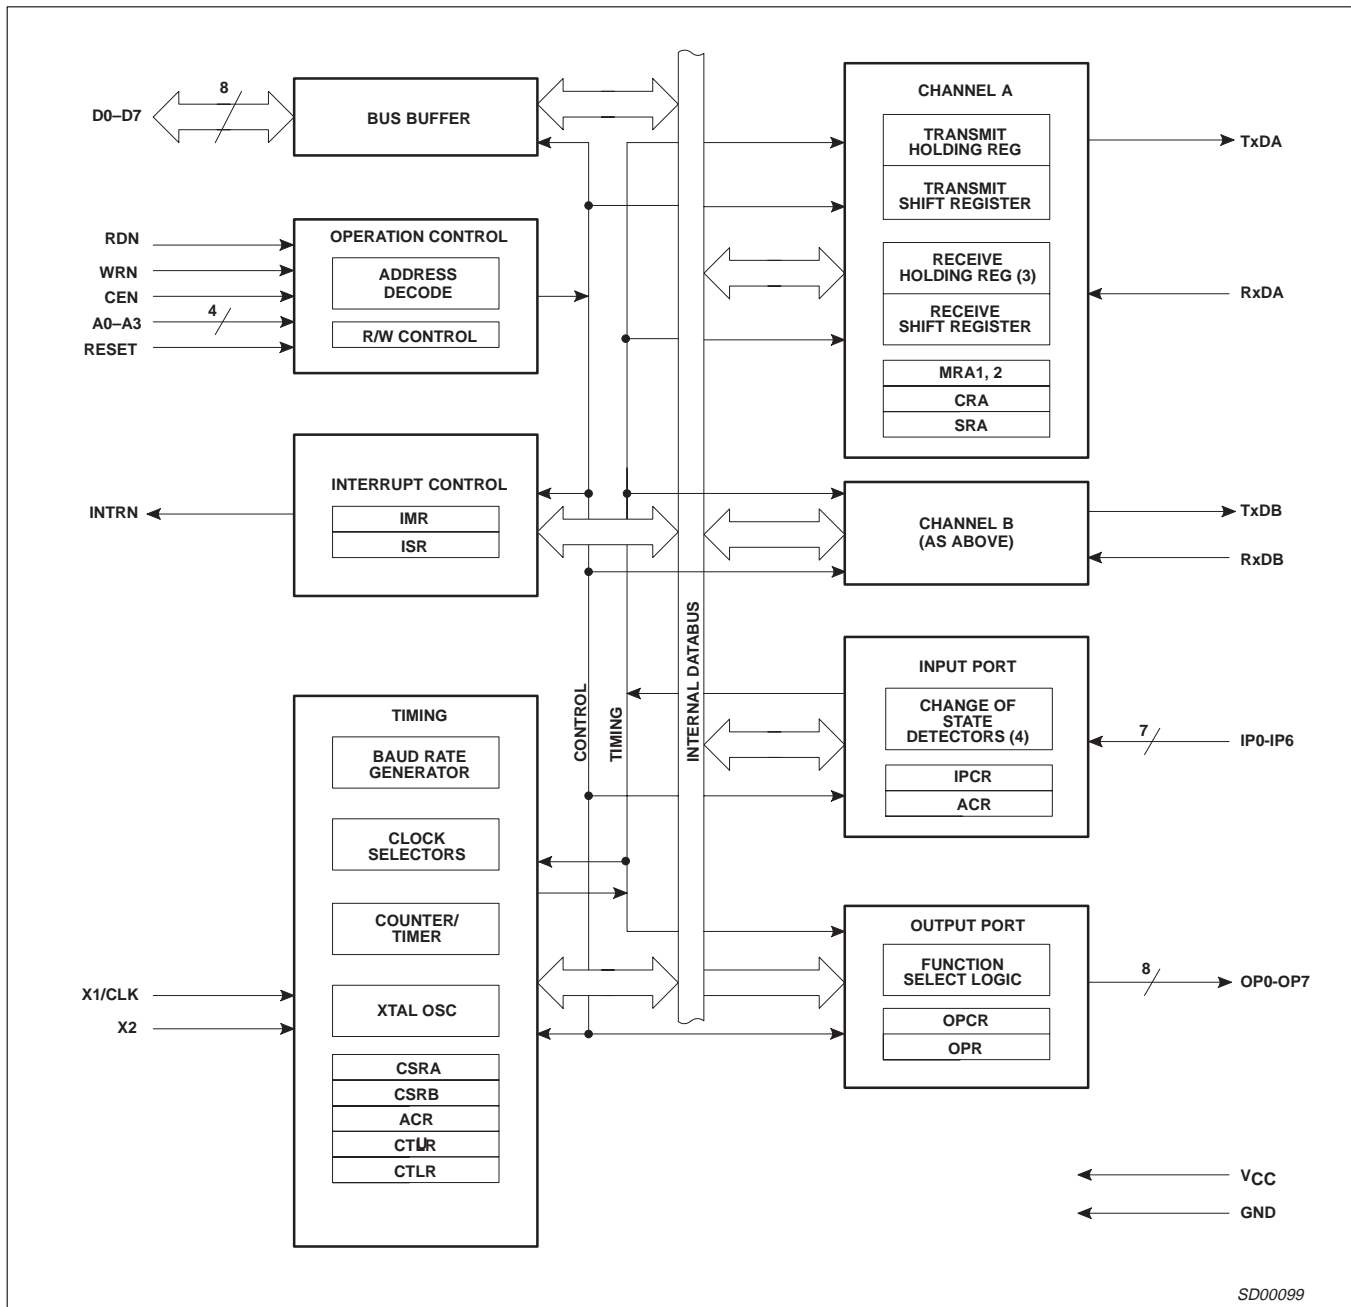 D0–D7
8
BUS BUFFER
RDN
WRN
CEN
A0–A3
4
RESET
OPERATION CONTROL
ADDRESS
DECODE
R/W CONTROL
INTRN
INTERRUPT CONTROL
IMR
ISR
TIMING
BAUD RATE
GENERATOR
CLOCK
SELECTORS
COUNTER/
TIMER
X1/CLK
X2
XTAL OSC
CSRA
CSRB
ACR
CTUR
CTLR
CONTROL
TIMING
INTERNAL DATABUS
CHANNEL A
TRANSMIT
HOLDING REG
TRANSMIT
SHIFT REGISTER
RECEIVE
HOLDING REG (3)
RECEIVE
SHIFT REGISTER
MRA1, 2
CRA
SRA
TxDA
RxDA
CHANNEL B
(AS ABOVE)
TxDB
RxDB
INPUT PORT
CHANGE OF
STATE
DETECTORS (4)
IPCR
ACR
7
IP0-IP6
OUTPUT PORT
FUNCTION
SELECT LOGIC
OPCR
OPR
8
OP0-OP7
VCC
GND
SD00099